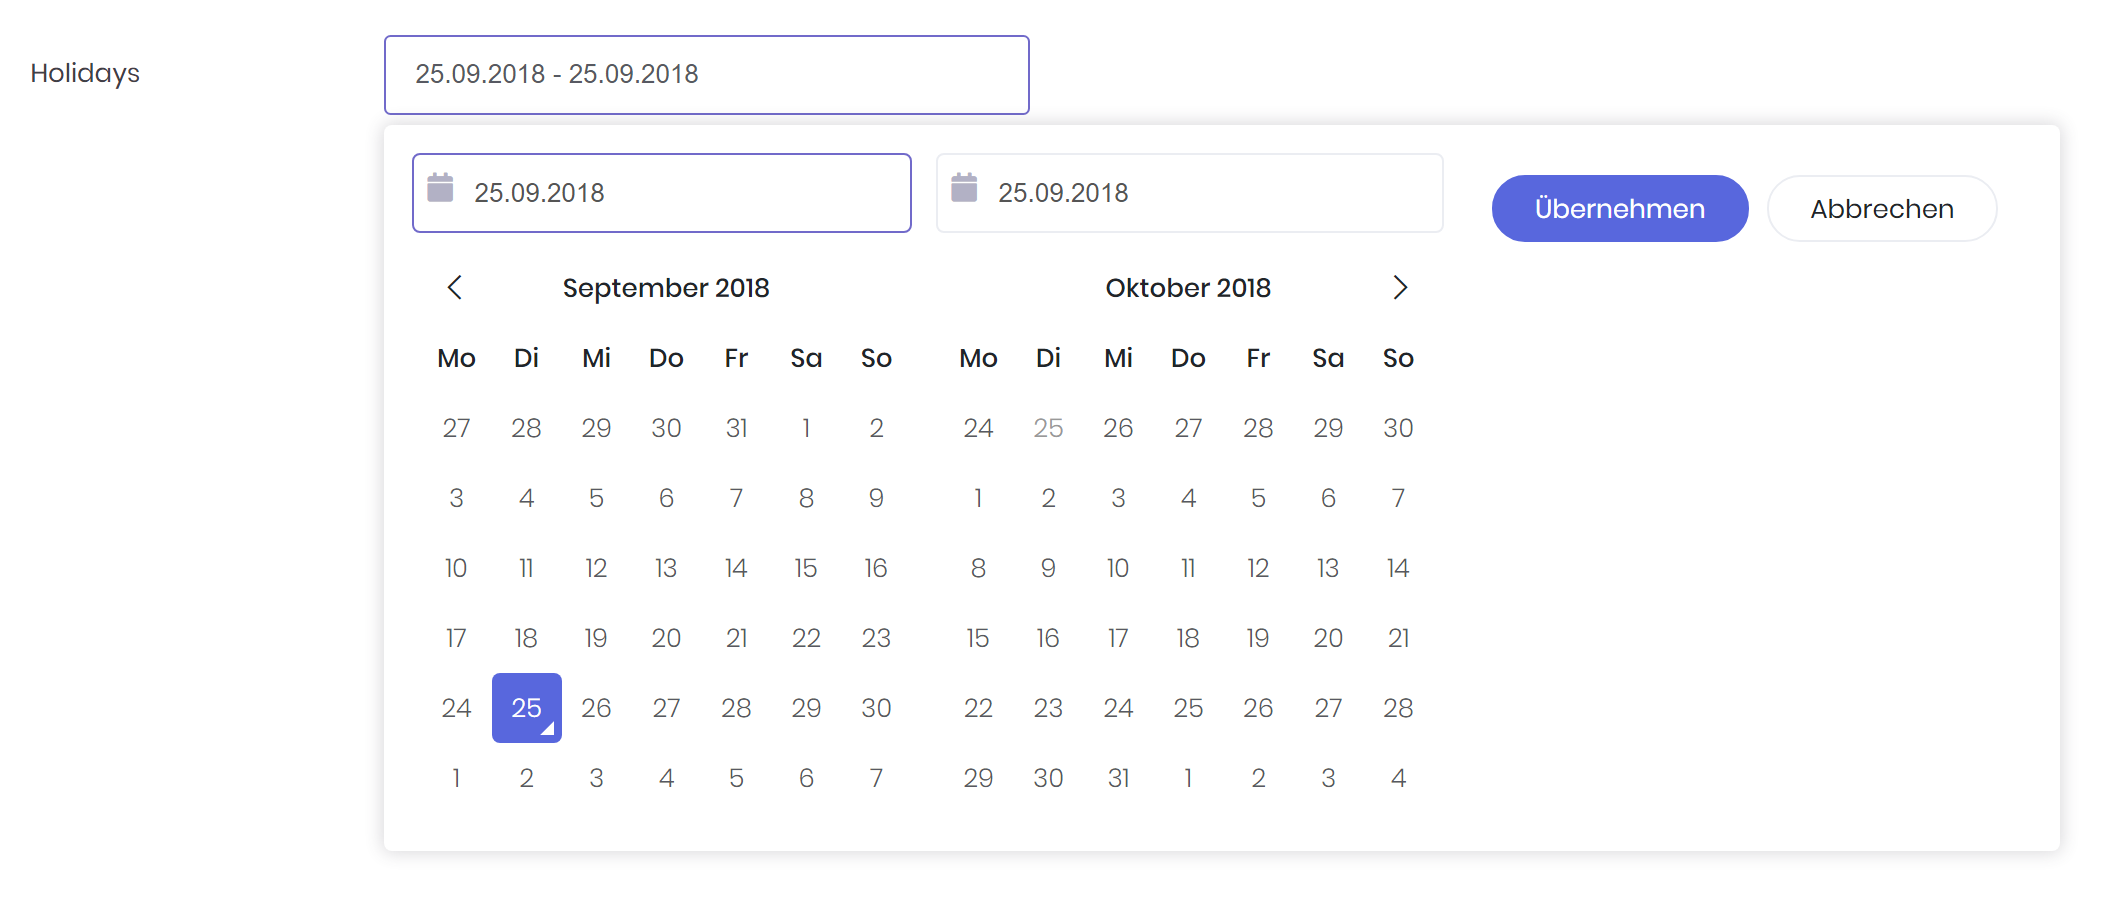 Holidays
25.09.2018 - 25.09.2018
25.09.2018 25.09.2018 Übernehmen Abbrechen
September 2018 Oktober 2018
Mo Di Mi Do Fr Sa So Mo Di Mi Do Fr Sa So
27 28 29 30 31 1 2 24 25 26 27 28 29 30
3 4 5 6 7 8 9 1 2 3 4 5 6 7
10 11 12 13 14 15 16 8 9 10 11 12 13 14
17 18 19 20 21 22 23 15 16 17 18 19 20 21
24 25 26 27 28 29 30 22 23 24 25 26 27 28
1 2 3 4 5 6 7 29 30 31 1 2 3 4